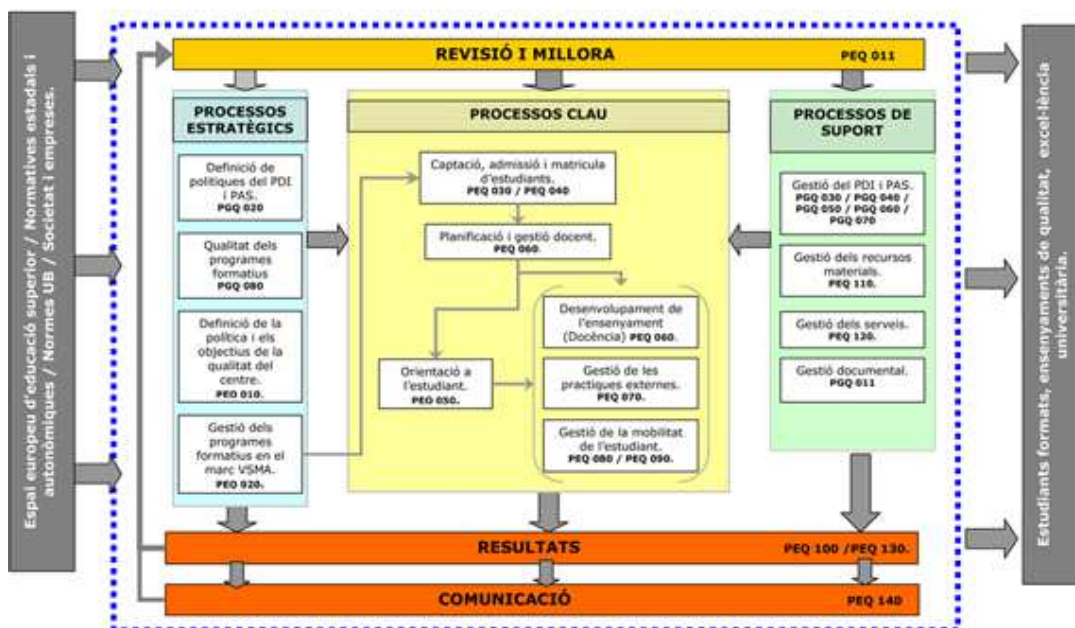 Espai europeu d'educació superior / Normatives estadals i
autonòmiques / Normes UB / Societat i empreses.
REVISIÓ I MILLORA
PEQ 011
PROCESSOS
ESTRATÈGICS
Definició de
polítiques del PDI
i PAS.
PGQ 020
Qualitat dels
programes
formatius
PGQ 080
Definició de la
política i els
objectius de la
qualitat del
centre.
PEQ 010.
Gestió dels
programes
formatius en el
marc VSMA.
PEQ 020.
PROCESSOS CLAU
Captació, admissió i matricula
d'estudiants.
PEQ 030 / PEQ 040
Planificació i gestió docent.
PEQ 060.
Orientació a
l'estudiant.
PEQ 050.
Desenvolupament de
l'ensenyament
(Docència) PEQ 060.
Gestió de les
practiques externes.
PEQ 070.
Gestió de la mobilitat
de l'estudiant.
PEQ 080 / PEQ 090.
PROCESSOS DE
SUPORT
Gestió del PDI i PAS.
PGQ 030 / PGQ 040 /
PGQ 050 / PGQ 060 /
PGQ 070
Gestió dels recursos
materials.
PEQ 110.
Gestió dels serveis.
PEQ 120.
Gestió documental.
PGQ 011
RESULTATS
PEQ 100 /PEQ 130.
COMUNICACIÓ
PEQ 140
Estudiants formats, ensenyaments de qualitat, excel·lència
universitària.